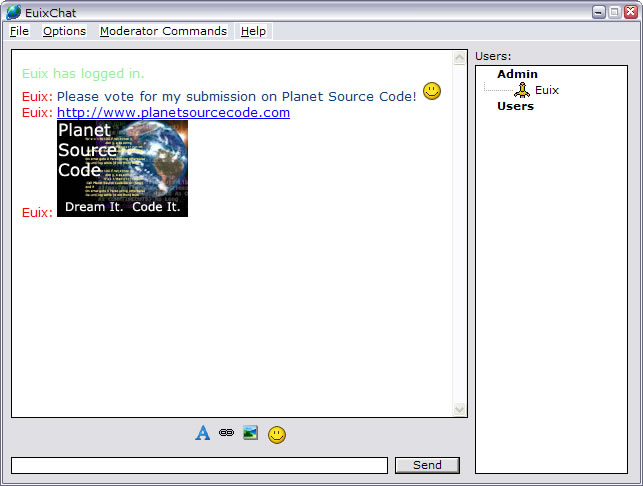 EuixChat
File Options Moderator Commands Help
Euix has logged in.
Euix: Please vote for my submission on Planet Source Code!
Euix: http://www.planetsourcecode.com
Planet
Source
Code
Dream It. Code It.
Euix:
Users:
Admin
Euix
Users
A
Send